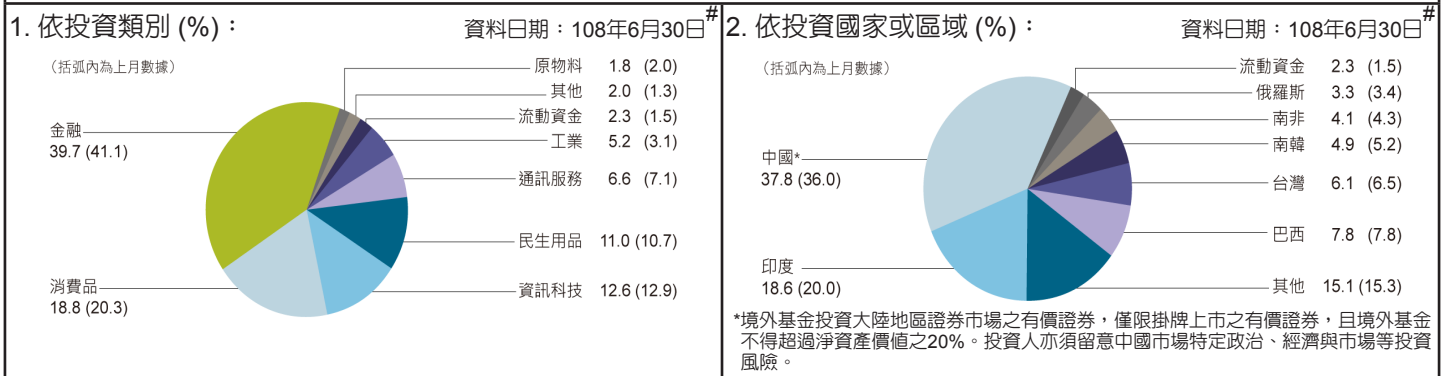 1. 依投資類別 (%)：
資料日期：108年6月30日#
（括弧內為上月數據）
原物料 1.8 (2.0)
其他 2.0 (1.3)
流動資金 2.3 (1.5)
工業 5.2 (3.1)
通訊服務 6.6 (7.1)
民生用品 11.0 (10.7)
資訊科技 12.6 (12.9)
金融
39.7 (41.1)
消費品
18.8 (20.3)
2. 依投資國家或區域 (%)：
資料日期：108年6月30日#
（括弧內為上月數據）
流動資金 2.3 (1.5)
俄羅斯 3.3 (3.4)
南非 4.1 (4.3)
南韓 4.9 (5.2)
台灣 6.1 (6.5)
巴西 7.8 (7.8)
其他 15.1 (15.3)
中國*
37.8 (36.0)
印度
18.6 (20.0)
*境外基金投資大陸地區證券市場之有價證券，僅限掛牌上市之有價證券，且境外基金
不得超過淨資產價值之20%。投資人亦須留意中國市場特定政治、經濟與市場等投資
風險。